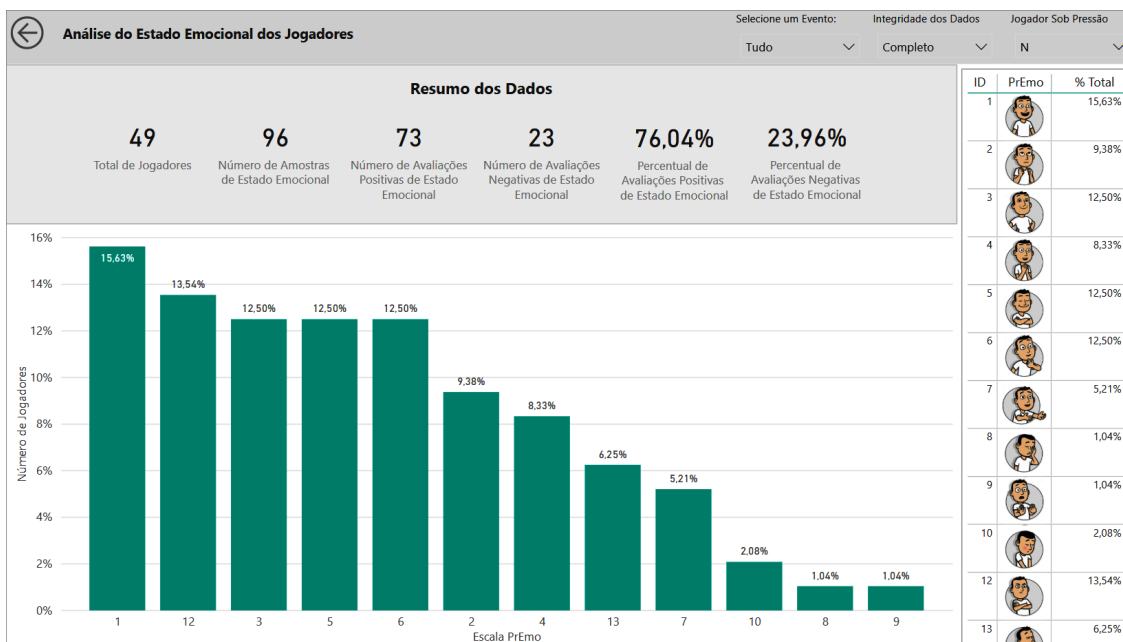 Análise do Estado Emocional dos Jogadores
Selecione um Evento:
Tudo
Integridade dos Dados
Completo
Jogador Sob Pressão
N
Resumo dos Dados
49
Total de Jogadores
96
Número de Amostras
de Estado Emocional
73
Número de Avaliações
Positivas de Estado
Emocional
23
Número de Avaliações
Negativas de Estado
Emocional
76,04%
Percentual de
Avaliações Positivas
de Estado Emocional
23,96%
Percentual de
Avaliações Negativas
de Estado Emocional
Número de Jogadores
16%
14%
12%
10%
8%
6%
4%
2%
0%
15,63%
13,54%
12,50%
12,50%
12,50%
9,38%
8,33%
6,25%
5,21%
2,08%
1,04%
1,04%
1 12 3 5 6 2 4 13 7 10 8 9
Escala PrEmo
ID PrEmo % Total
1 15,63%
2 9,38%
3 12,50%
4 8,33%
5 12,50%
6 12,50%
7 5,21%
8 1,04%
9 1,04%
10 2,08%
12 13,54%
13 6,25%